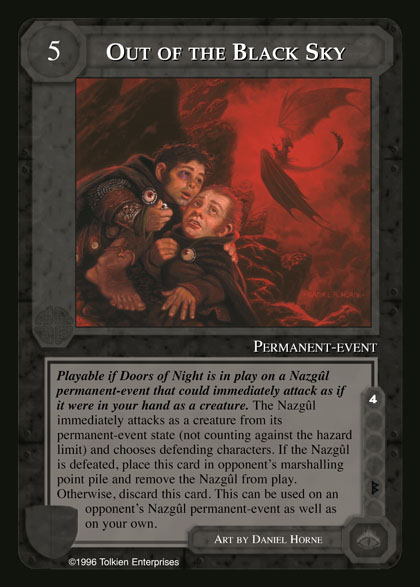 5
OUT OF THE BLACK SKY
PERMANENT-EVENT
Playable if Doors of Night is in play on a Nazgûl
permanent-event that could immediately attack as if
it were in your hand as a creature. The Nazgûl
immediately attacks as a creature from its
permanent-event state (not counting against the hazard
limit) and chooses defending characters. If the Nazgûl
is defeated, place this card in opponent's marshalling
point pile and remove the Nazgûl from play.
Otherwise, discard this card. This can be used on an
opponent's Nazgûl permanent-event as well as
on your own.
4
ART BY DANIEL HORNE
©1996 Tolkien Enterprises